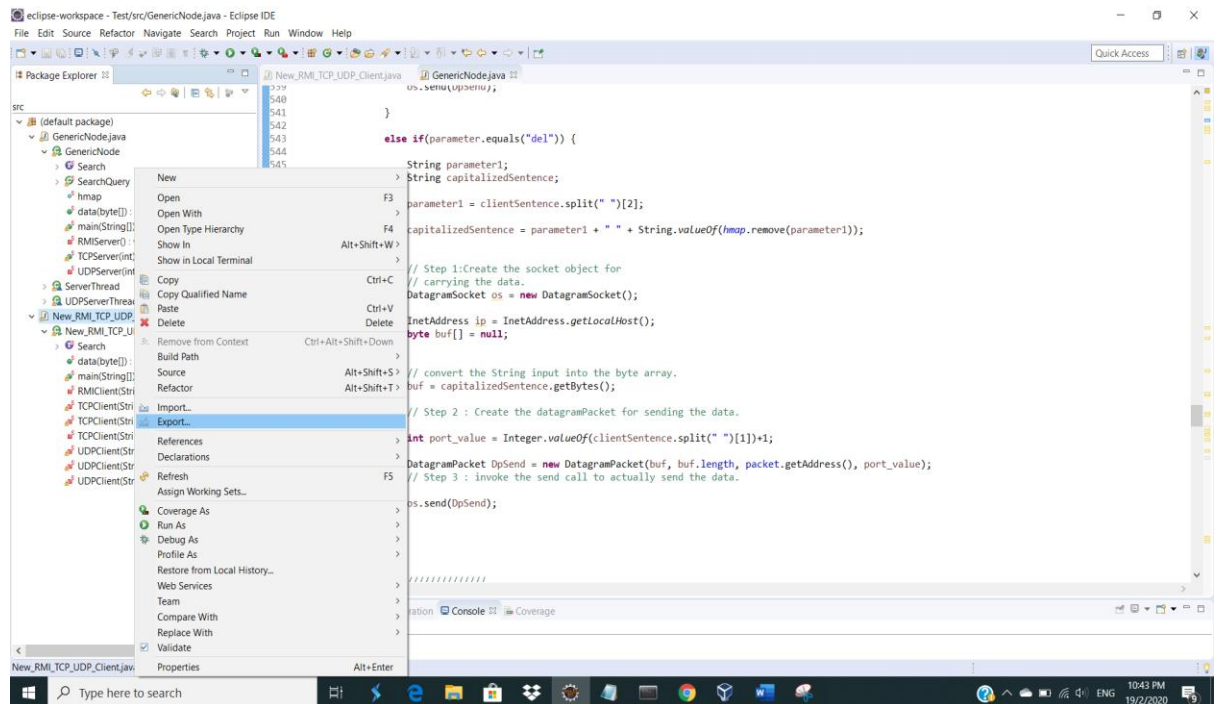 eclipse-workspace - Test/src/GenericNode.java - Eclipse IDE
File Edit Source Refactor Navigate Search Project Run Window Help
Quick Access
Package Explorer
New_RMI_TCP_UDP_Client.java
GenericNode.java
src
(default package)
GenericNode.java
GenericNode
Search
SearchQuery
hmap
data(byte[]) :
main(String[])
RMIServer() :
TCPServer(int)
UDPServer(int
ServerThread
UDPServerThrea
New_RMI_TCP_UDP_
New_RMI_TCP_U
Search
data(byte[]) :
main(String[])
RMIClient(Stri
TCPClient(Stri
TCPClient(Stri
TCPClient(Stri
UDPClient(Str
UDPClient(Str
UDPClient(Str
New_RMI_TCP_UDP_Client.jav
New
Open F3
Open With
Open Type Hierarchy F4
Show In Alt+Shift+W
Show in Local Terminal
Copy Ctrl+C
Copy Qualified Name
Paste Ctrl+V
Delete Delete
Remove from Context Ctrl+Alt+Shift+Down
Build Path
Source Alt+Shift+S
Refactor Alt+Shift+T
Import...
Export...
References
Declarations
Refresh F5
Assign Working Sets...
Coverage As
Run As
Debug As
Profile As
Restore from Local History...
Web Services
Team
Compare With
Replace With
Validate
Properties Alt+Enter
539 os.send(DpSend);
540
541 }
542
543 else if(parameter.equals("del")) {
544
545 String parameter1;
String capitalizedSentence;
parameter1 = clientSentence.split(" ")[2];
capitalizedSentence = parameter1 + " " + String.valueOf(hmap.remove(parameter1));
// Step 1:Create the socket object for
// carrying the data.
DatagramSocket os = new DatagramSocket();
InetAddress ip = InetAddress.getLocalHost();
byte buf[] = null;
// convert the String input into the byte array.
buf = capitalizedSentence.getBytes();
// Step 2 : Create the datagramPacket for sending the data.
int port_value = Integer.valueOf(clientSentence.split(" ")[1])+1;
DatagramPacket DpSend = new DatagramPacket(buf, buf.length, packet.getAddress(), port_value);
// Step 3 : invoke the send call to actually send the data.
os.send(DpSend);
//////////////
ration Console Coverage
Type here to search
ENG
10:43 PM
19/2/2020
9